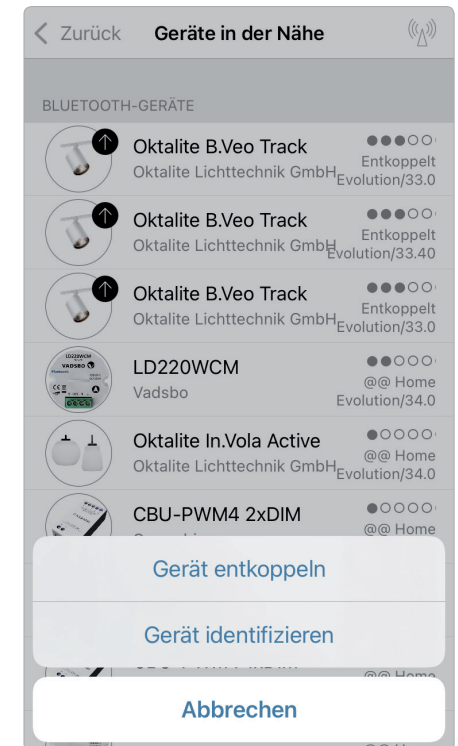 Zurück Geräte in der Nähe
BLUETOOTH-GERÄTE
Oktalite B.Veo Track
Oktalite Lichttechnik GmbH
Entkoppelt
Evolution/33.0
Oktalite B.Veo Track
Oktalite Lichttechnik GmbH
Entkoppelt
Evolution/33.40
Oktalite B.Veo Track
Oktalite Lichttechnik GmbH
Entkoppelt
Evolution/33.0
LD220WCM
VADSBO
LD220WCM
Vadsbo
@@ Home
Evolution/34.0
Oktalite In.Vola Active
Oktalite Lichttechnik GmbH
@@ Home
Evolution/34.0
CBU-PWM4 2xDIM
@@ Home
Gerät entkoppeln
Gerät identifizieren
@@ Home
Abbrechen